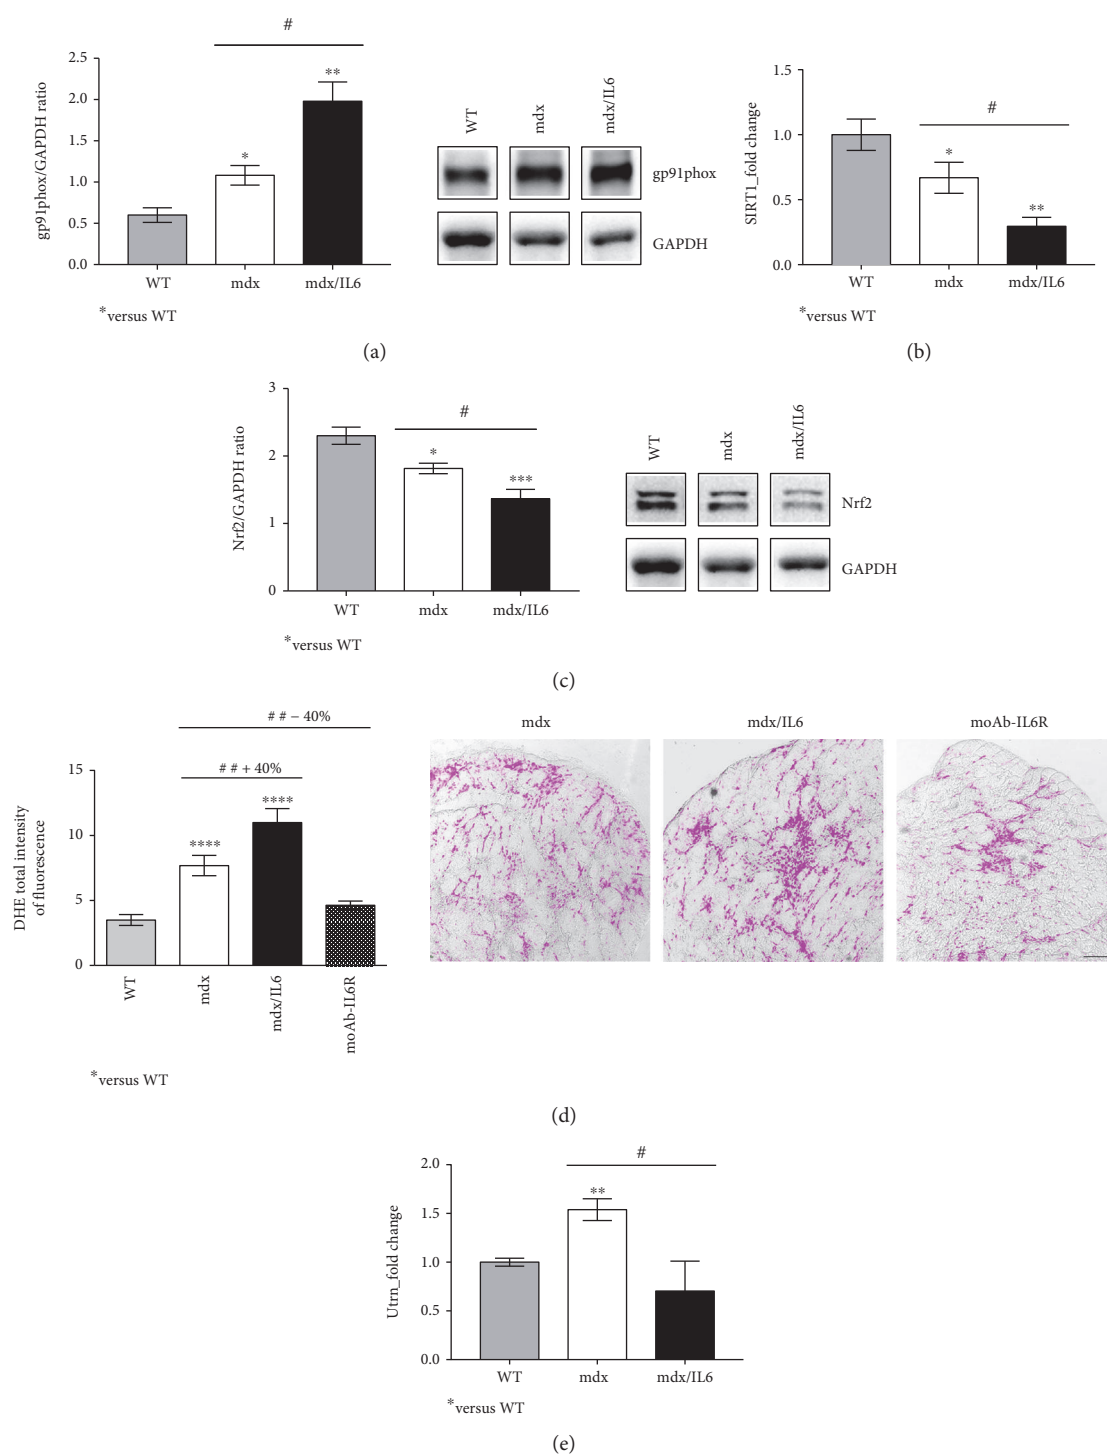 #
gp91phox/GAPDH ratio
2.5
2.0
1.5
1.0
0.5
0.0
*
**
WT
mdx
mdx/IL6
*versus WT
WT
mdx
mdx/IL6
gp91phox
GAPDH
(a)
SIRT1_fold change
1.5
1.0
0.5
0.0
#
*
**
WT
mdx
mdx/IL6
*versus WT
(b)
Nrf2/GAPDH ratio
3
2
1
0
#
*
***
WT
mdx
mdx/IL6
*versus WT
WT
mdx
mdx/IL6
Nrf2
GAPDH
(c)
# # − 40%
# # + 40%
DHE total intensity
of fluorescence
15
10
5
0
****
****
WT
mdx
mdx/IL6
moAb-IL6R
*versus WT
mdx
mdx/IL6
moAb-IL6R
(d)
Utrn_fold change
2.0
1.5
1.0
0.5
0.0
#
**
WT
mdx
mdx/IL6
*versus WT
(e)